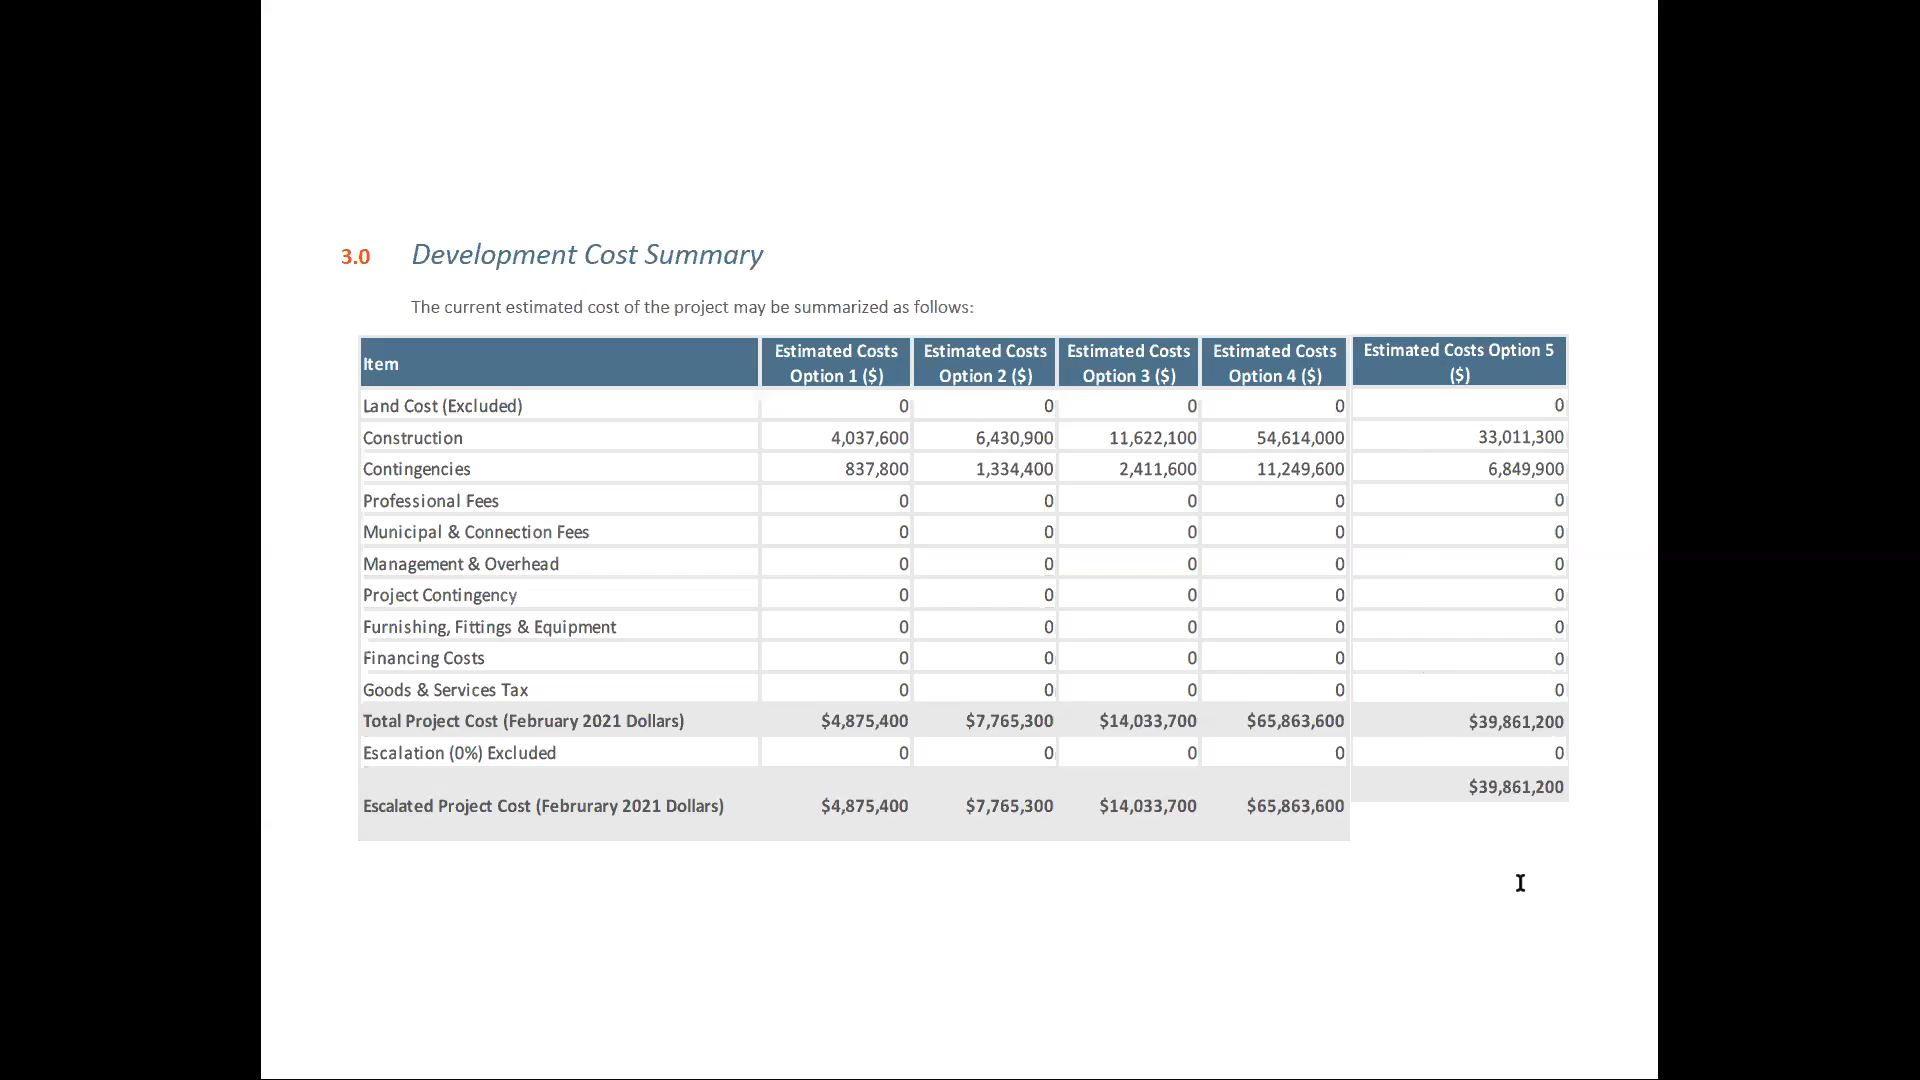 3.0 Development Cost Summary
The current estimated cost of the project may be summarized as follows:
Item Estimated Costs Option 1 ($) Estimated Costs Option 2 ($) Estimated Costs Option 3 ($) Estimated Costs Option 4 ($) Estimated Costs Option 5 ($)
Land Cost (Excluded) 0 0 0 0 0
Construction 4,037,600 6,430,900 11,622,100 54,614,000 33,011,300
Contingencies 837,800 1,334,400 2,411,600 11,249,600 6,849,900
Professional Fees 0 0 0 0 0
Municipal & Connection Fees 0 0 0 0 0
Management & Overhead 0 0 0 0 0
Project Contingency 0 0 0 0 0
Furnishing, Fittings & Equipment 0 0 0 0 0
Financing Costs 0 0 0 0 0
Goods & Services Tax 0 0 0 0 0
Total Project Cost (February 2021 Dollars) $4,875,400 $7,765,300 $14,033,700 $65,863,600 $39,861,200
Escalation (0%) Excluded 0 0 0 0 0
Escalated Project Cost (Februrary 2021 Dollars) $4,875,400 $7,765,300 $14,033,700 $65,863,600 $39,861,200